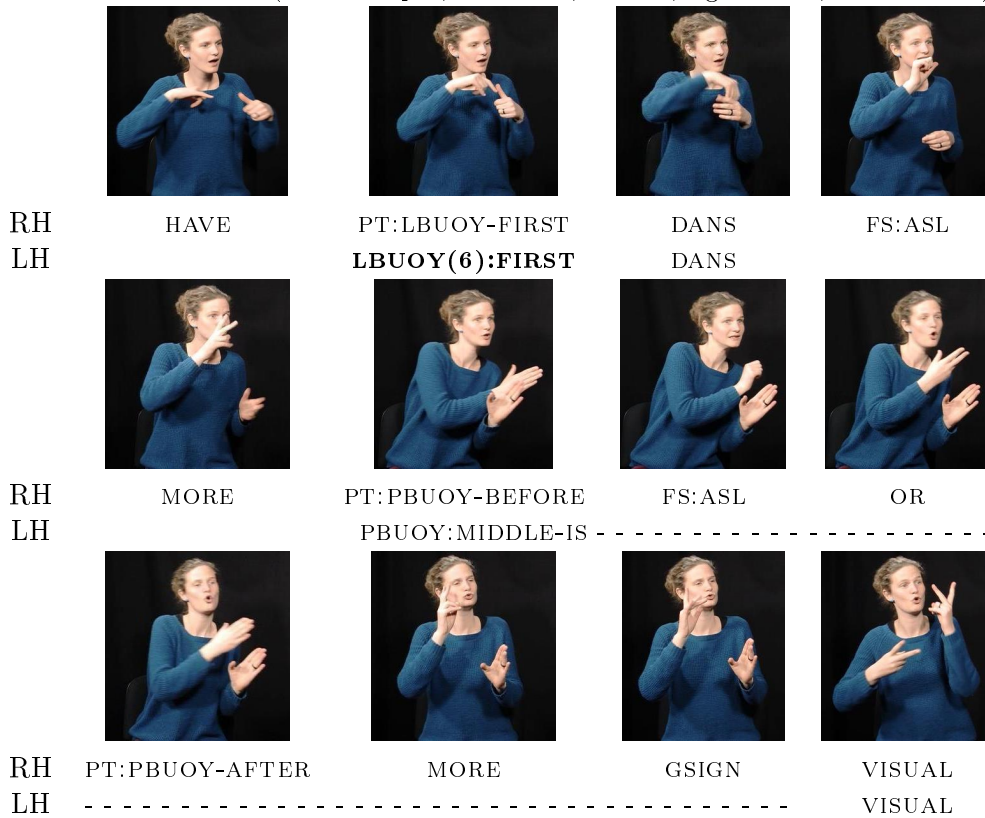 RH HAVE PT:LBUOY-FIRST DANS FS:ASL
LH LBUOY(6):FIRST DANS
RH MORE PT:PBUOY-BEFORE FS:ASL OR
LH PBUOY:MIDDLE-IS - - - - - - - - - - - - - - - - - -
RH PT:PBUOY-AFTER MORE GSIGN VISUAL
LH - - - - - - - - - - - - - - - - - - - - - - - - - - - - - - - - VISUAL